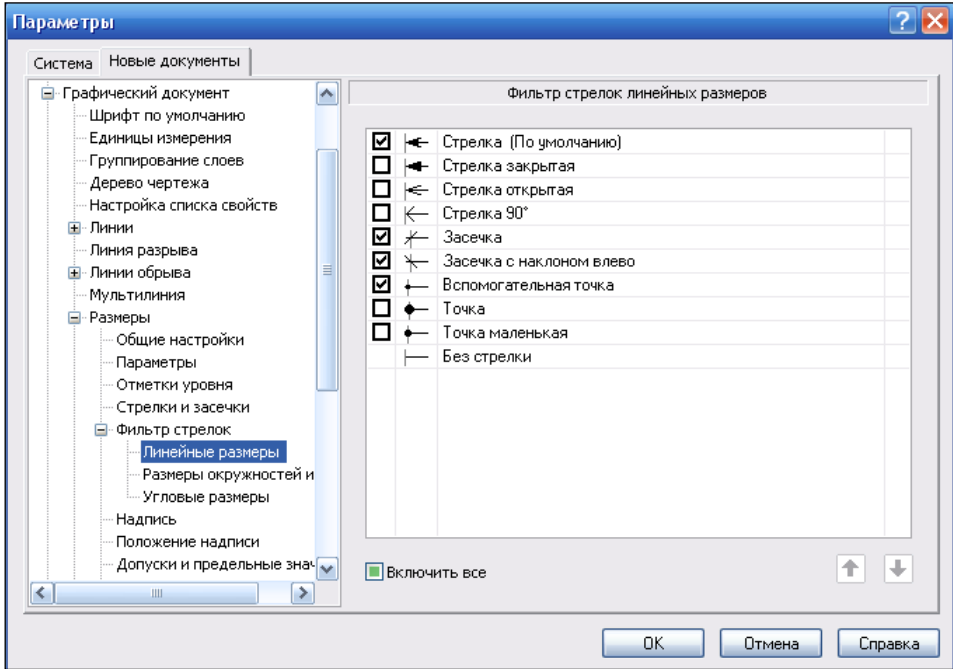 Параметры
Система
Новые документы
Графический документ
Шрифт по умолчанию
Единицы измерения
Группирование слоев
Дерево чертежа
Настройка списка свойств
Линии
Линия разрыва
Линии обрыва
Мультилиния
Размеры
Общие настройки
Параметры
Отметки уровня
Стрелки и засечки
Фильтр стрелок
Линейные размеры
Размеры окружностей и
Угловые размеры
Надпись
Положение надписи
Допуски и предельные знач
Фильтр стрелок линейных размеров
Стрелка (По умолчанию)
Стрелка закрытая
Стрелка открытая
Стрелка 90°
Засечка
Засечка с наклоном влево
Вспомогательная точка
Точка
Точка маленькая
Без стрелки
Включить все
OK
Отмена
Справка